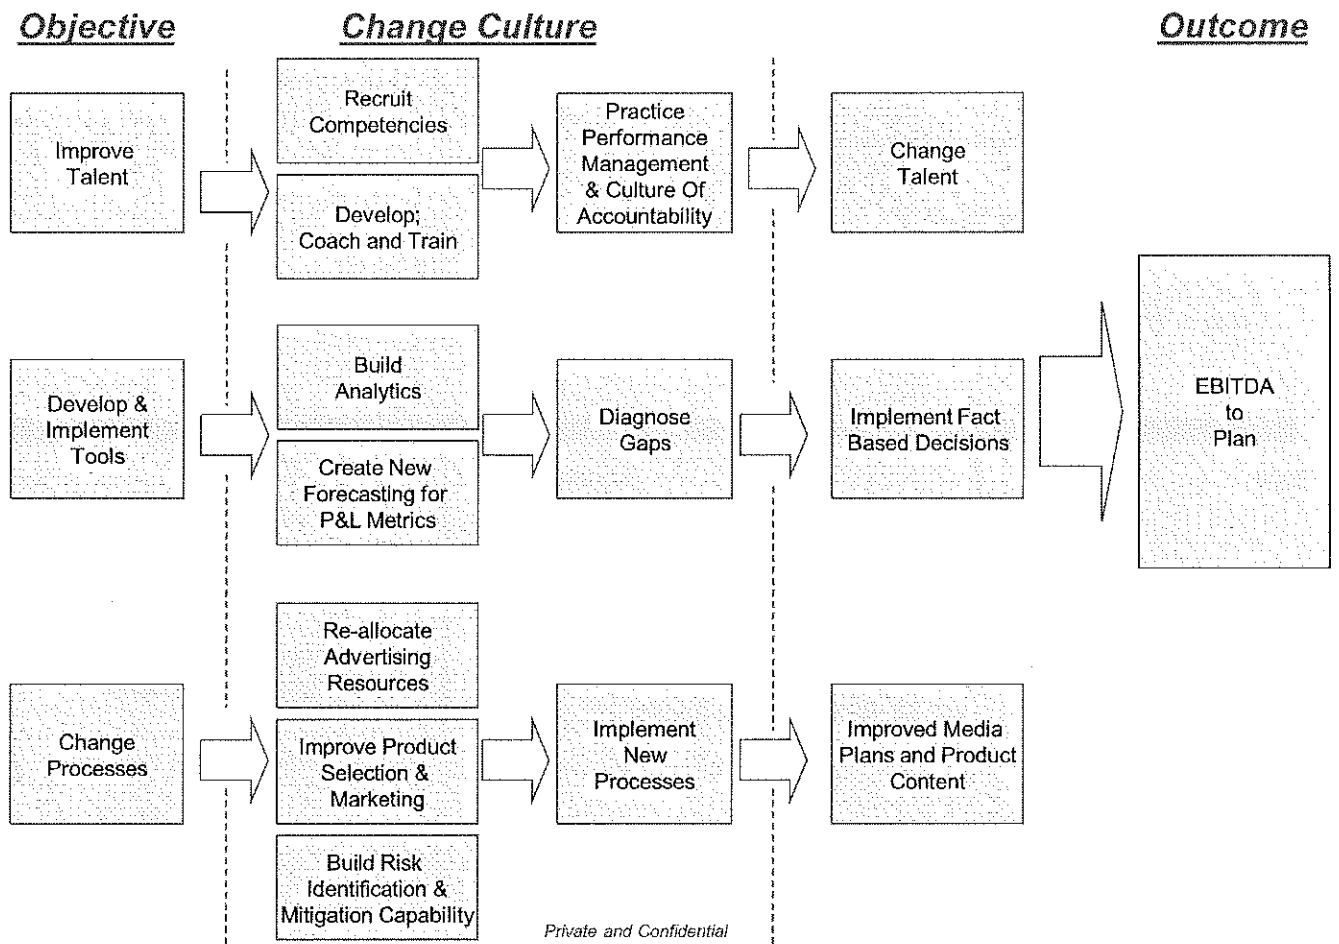 Objective
Change Culture
Outcome
Improve
Talent
Recruit
Competencies
Develop;
Coach and Train
Practice
Performance
Management
& Culture Of
Accountability
Change
Talent
Develop &
Implement
Tools
Build
Analytics
Create New
Forecasting for
P&L Metrics
Diagnose
Gaps
Implement Fact
Based Decisions
EBITDA
to
Plan
Change
Processes
Re-allocate
Advertising
Resources
Improve Product
Selection &
Marketing
Build Risk
Identification &
Mitigation Capability
Implement
New
Processes
Improved Media
Plans and Product
Content
Private and Confidential